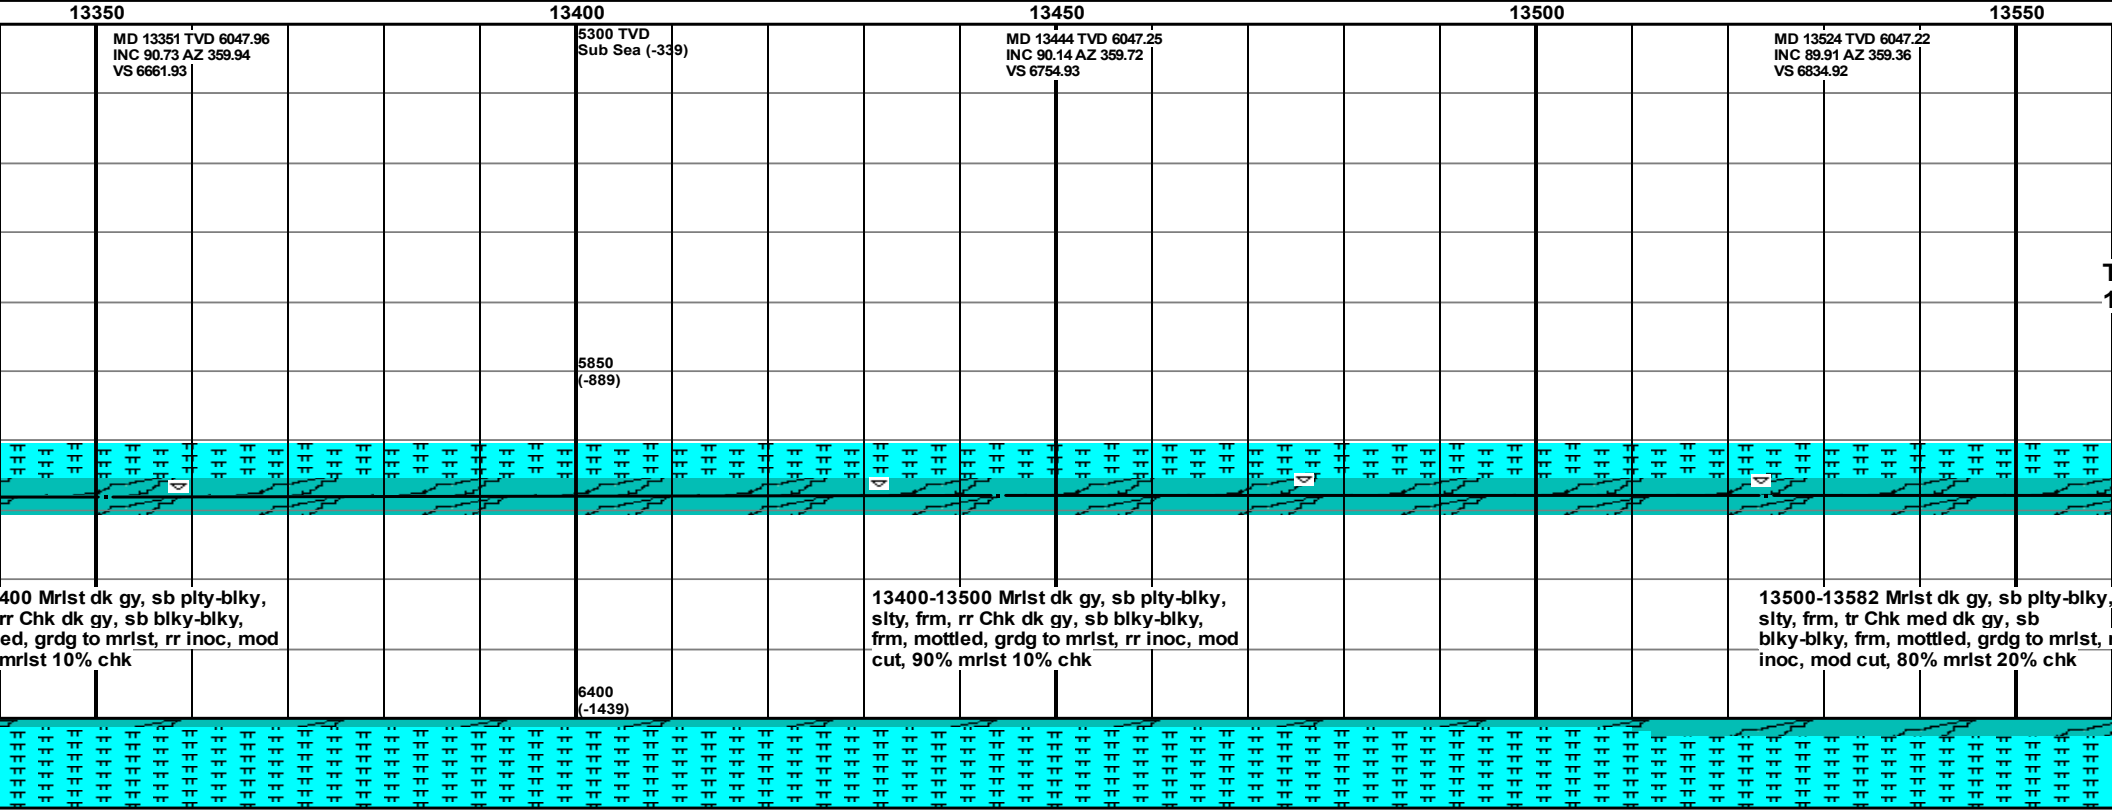 13350 13400 13450 13500 13550
MD 13351 TVD 6047.96
INC 90.73 AZ 359.94
VS 6661.93
5300 TVD
Sub Sea (-339)
MD 13444 TVD 6047.25
INC 90.14 AZ 359.72
VS 6754.93
MD 13524 TVD 6047.22
INC 89.91 AZ 359.36
VS 6834.92
5850
(-889)
400 Mrlst dk gy, sb plty-blky,
rr Chk dk gy, sb blky-blky,
ed, grdg to mrlst, rr inoc, mod
mrlst 10% chk
13400-13500 Mrlst dk gy, sb plty-blky,
slty, frm, rr Chk dk gy, sb blky-blky,
frm, mottled, grdg to mrlst, rr inoc, mod
cut, 90% mrlst 10% chk
13500-13582 Mrlst dk gy, sb plty-blky,
slty, frm, tr Chk med dk gy, sb
blky-blky, frm, mottled, grdg to mrlst,
inoc, mod cut, 80% mrlst 20% chk
6400
(-1439)